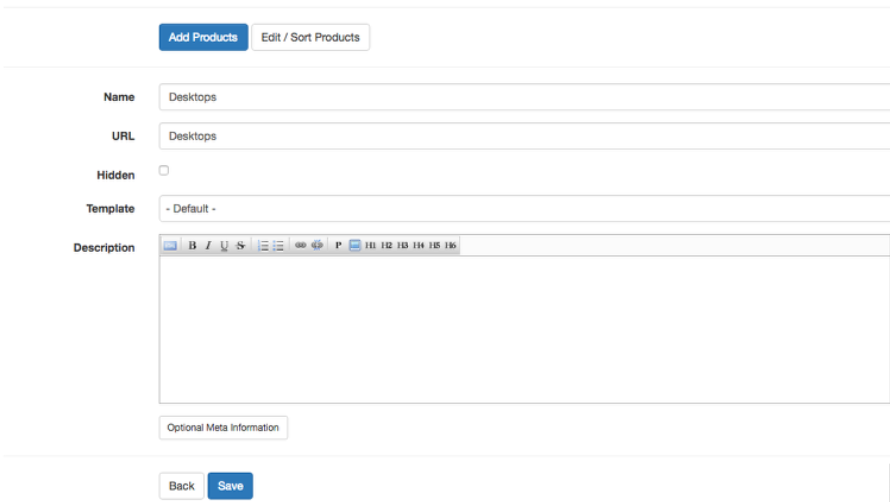 Add Products Edit / Sort Products
Name Desktops
URL Desktops
Hidden
Template - Default -
Description B I U S P H1 H2 H3 H4 H5 H6
Optional Meta Information
Back Save